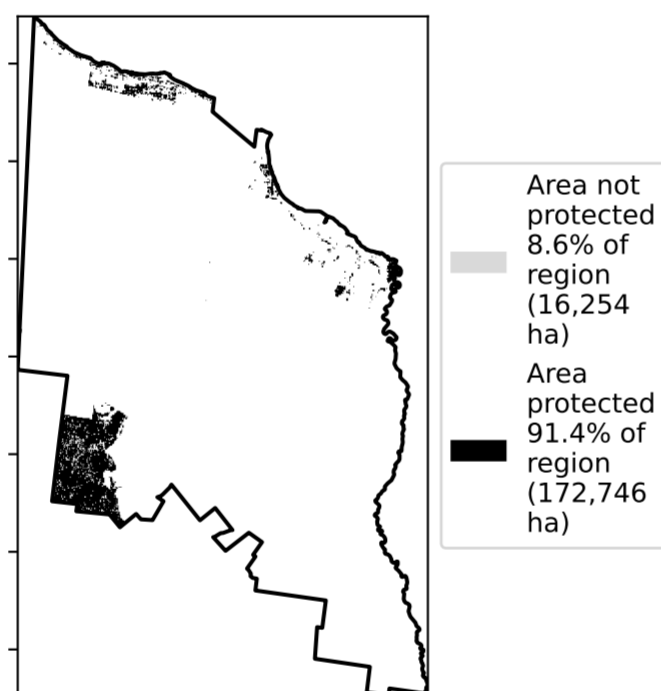 Area not
protected
8.6% of
region
(16,254
ha)
Area
protected
91.4% of
region
(172,746
ha)